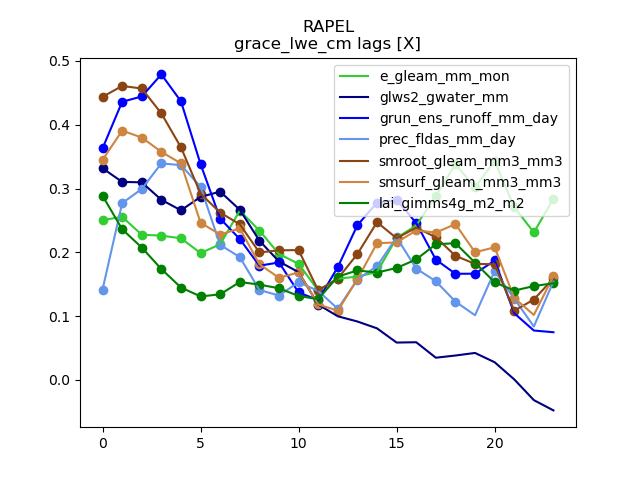 RAPEL
grace_lwe_cm lags [X]
e_gleam_mm_mon
glws2_gwater_mm
grun_ens_runoff_mm_day
prec_fldas_mm_day
smroot_gleam_mm3_mm3
smsurf_gleam_mm3_mm3
lai_gimms4g_m2_m2
0.5
0.4
0.3
0.2
0.1
0.0
0 5 10 15 20